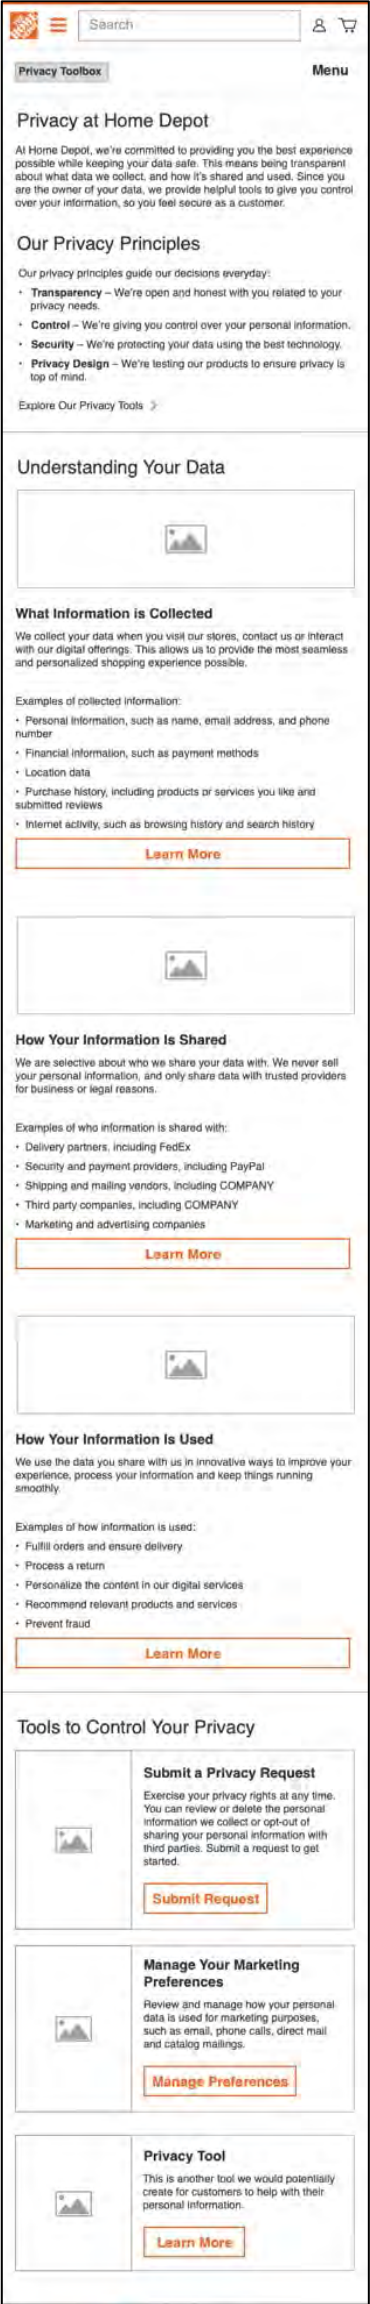 THE HOME
Search
Privacy Toolbox
Menu
Privacy at Home Depot
At Home Depot, we're committed to providing you the best experience
possible while keeping your data safe. This means being transparent
about what data we collect, and how it's shared and used. Since you
are the owner of your data, we provide helpful tools to give you control
over your information, so you feel secure as a customer.
Our Privacy Principles
Our privacy principles guide our decisions everyday:
• Transparency – We're open and honest with you related to your
privacy needs.
• Control – We're giving you control over your personal information.
• Security – We're protecting your data using the best technology.
• Privacy Design – We're testing our products to ensure privacy is
top of mind.
Explore Our Privacy Tools >
Understanding Your Data
What Information is Collected
We collect your data when you visit our stores, contact us or interact
with our digital offerings. This allows us to provide the most seamless
and personalized shopping experience possible.
Examples of collected information:
• Personal Information, such as name, email address, and phone
number
• Financial Information, such as payment methods
• Location data
• Purchase history, including products or services you like and
submitted reviews
• Internet activity, such as browsing history and search history
Learn More
How Your Information Is Shared
We are selective about who we share your data with. We never sell
your personal information, and only share data with trusted providers
for business or legal reasons.
Examples of who information is shared with:
• Delivery partners, including FedEx
• Security and payment providers, including PayPal
• Shipping and mailing vendors, including COMPANY
• Third party companies, including COMPANY
• Marketing and advertising companies
Learn More
How Your Information Is Used
We use the data you share with us in innovative ways to improve your
experience, process your information and keep things running
smoothly.
Examples of how information is used:
• Fulfill orders and ensure delivery
• Process a return
• Personalize the content in our digital services
• Recommend relevant products and services
• Prevent fraud
Learn More
Tools to Control Your Privacy
Submit a Privacy Request
Exercise your privacy rights at any time.
You can review or delete the personal
information we collect or opt-out of
sharing your personal information with
third parties. Submit a request to get
started.
Submit Request
Manage Your Marketing
Preferences
Review and manage how your personal
data is used for marketing purposes,
such as email, phone calls, direct mail
and catalog mailings.
Manage Preferences
Privacy Tool
This is another tool we would potentially
create for customers to help with their
personal information.
Learn More